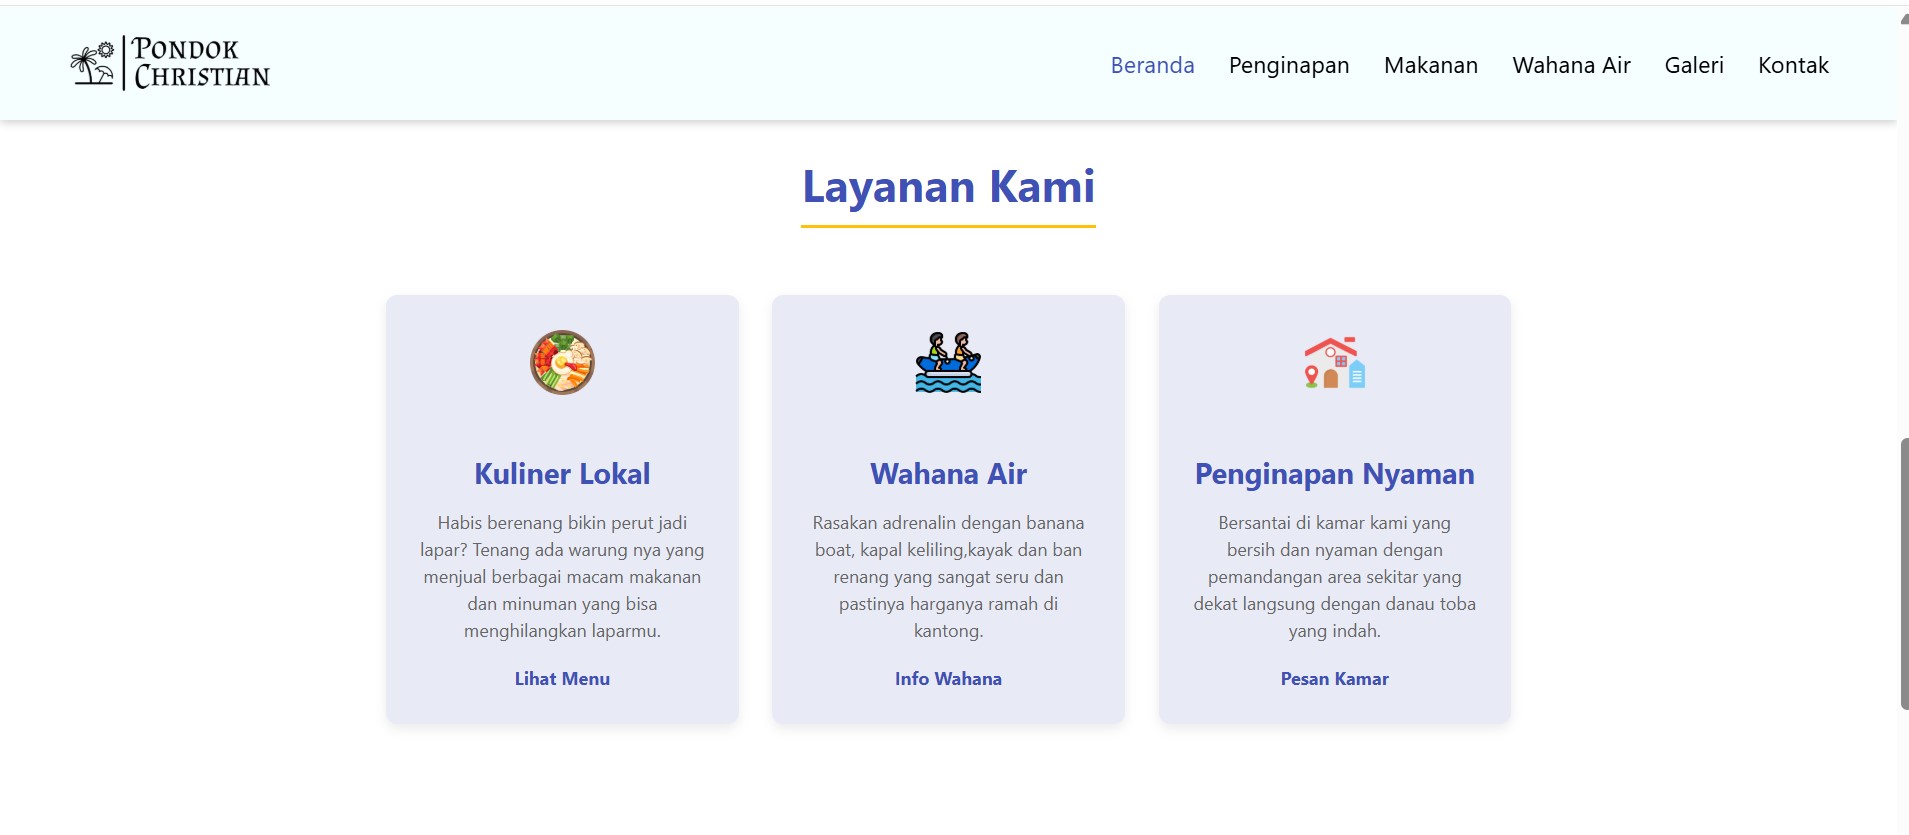 PONDOK
CHRISTIAN
Beranda
Penginapan
Makanan
Wahana Air
Galeri
Kontak
Layanan Kami
Kuliner Lokal
Habis berenang bikin perut jadi
lapar? Tenang ada warung nya yang
menjual berbagai macam makanan
dan minuman yang bisa
menghilangkan laparmu.
Lihat Menu
Wahana Air
Rasakan adrenalin dengan banana
boat, kapal keliling,kayak dan ban
renang yang sangat seru dan
pastinya harganya ramah di
kantong.
Info Wahana
Penginapan Nyaman
Bersantai di kamar kami yang
bersih dan nyaman dengan
pemandangan area sekitar yang
dekat langsung dengan danau toba
yang indah.
Pesan Kamar